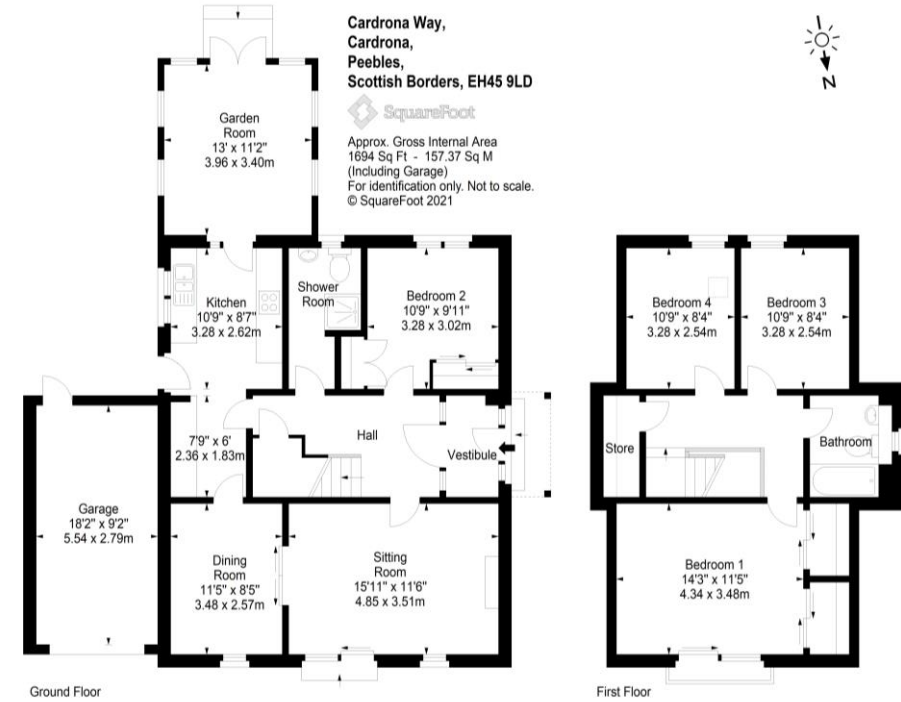 Cardrona Way,
Cardrona,
Peebles,
Scottish Borders, EH45 9LD
SquareFoot
Approx. Gross Internal Area
1694 Sq Ft - 157.37 Sq M
(Including Garage)
For identification only. Not to scale.
© SquareFoot 2021
N
Garden
Room
13' x 11'2"
3.96 x 3.40m
Kitchen
10'9" x 8'7"
3.28 x 2.62m
Shower
Room
Bedroom 2
10'9" x 9'11"
3.28 x 3.02m
7'9" x 6'
2.36 x 1.83m
Hall
Vestibule
Garage
18'2" x 9'2"
5.54 x 2.79m
Dining
Room
11'5" x 8'5"
3.48 x 2.57m
Sitting
Room
15'11" x 11'6"
4.85 x 3.51m
Ground Floor
Bedroom 4
10'9" x 8'4"
3.28 x 2.54m
Bedroom 3
10'9" x 8'4"
3.28 x 2.54m
Store
Bathroom
Bedroom 1
14'3" x 11'5"
4.34 x 3.48m
First Floor